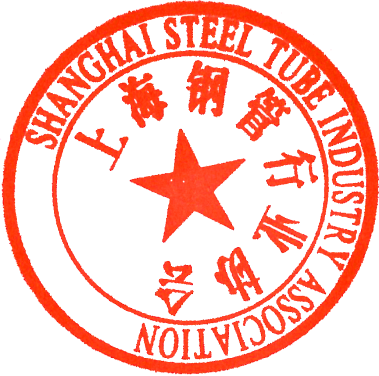 SHANGHAI STEEL TUBE INDUSTRY ASSOCIATION
上海钢管行业协会